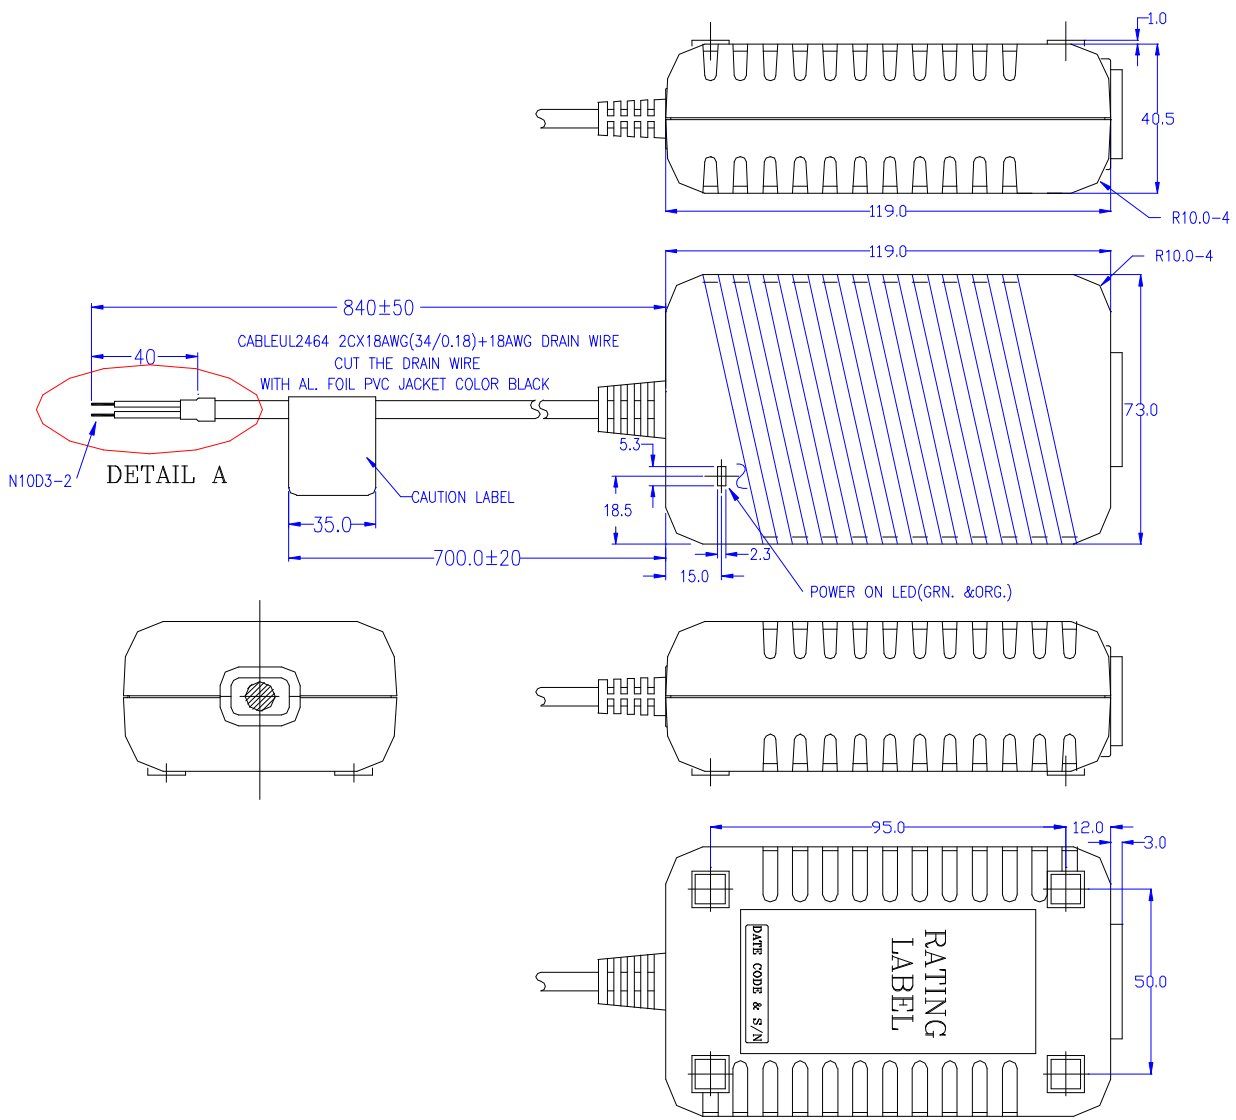 1.0
40.5
119.0
R10.0-4
119.0
R10.0-4
840±50
CABLEUL2464 2CX18AWG(34/0.18)+18AWG DRAIN WIRE
CUT THE DRAIN WIRE
WITH AL. FOIL PVC JACKET COLOR BLACK
40
73.0
N10D3-2
DETAIL A
5.3
CAUTION LABEL
18.5
35.0
700.0±20
2.3
15.0
POWER ON LED(GRN. &ORG.)
95.0
12.0
3.0
RATING
LABEL
DATE CODE & S/N
50.0